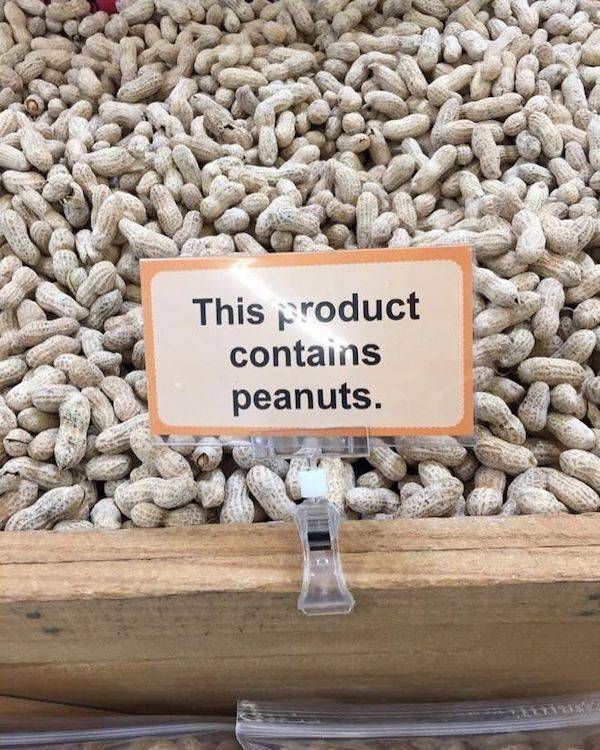 This product
contains
peanuts.